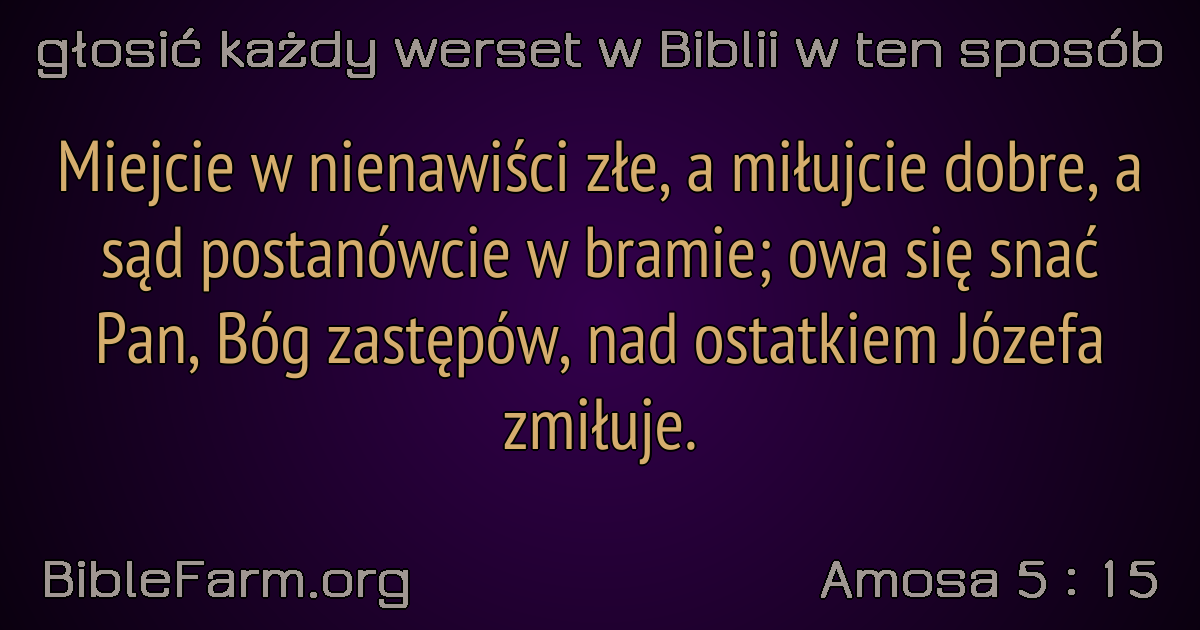 głosić każdy werset w Biblii w ten sposób
Miejcie w nienawiści złe, a miłujcie dobre, a
sąd postanówcie w bramie; owa się snać
Pan, Bóg zastępów, nad ostatkiem Józefa
zmiłuje.
BibleFarm.org
Amosa 5 : 15